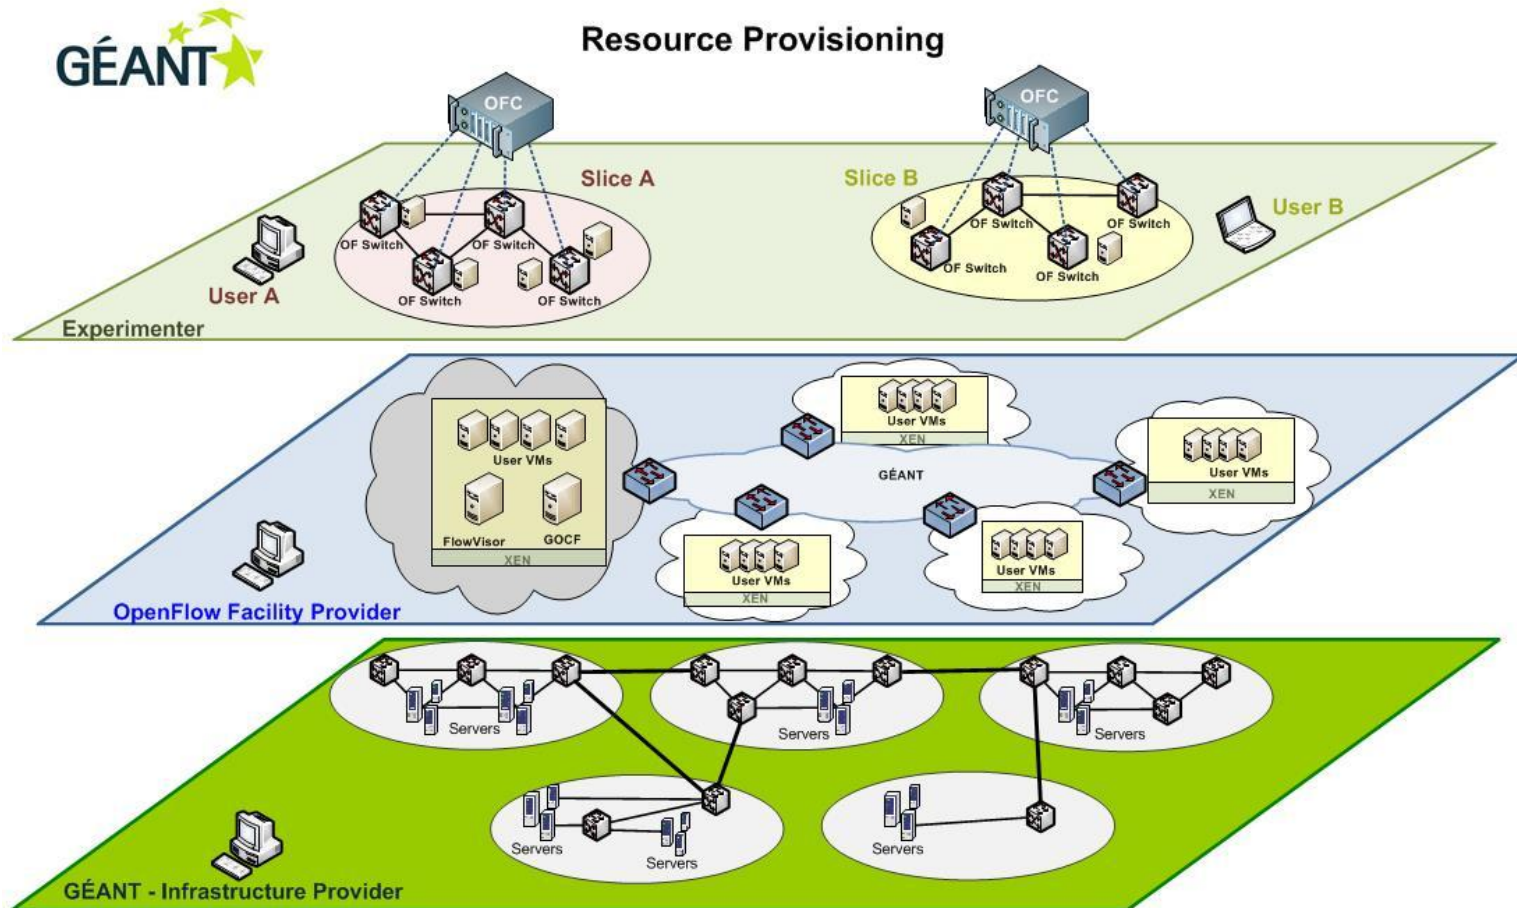 GÉANT
Resource Provisioning
OFC
OFC
Slice A
Slice B
User B
OF Switch
OF Switch
OF Switch
OF Switch
OF Switch
OF Switch
OF Switch
OF Switch
User A
Experimenter
User VMs
XEN
User VMs
XEN
User VMs
GÉANT
FlowVisor
GOCF
XEN
User VMs
XEN
User VMs
XEN
OpenFlow Facility Provider
Servers
Servers
Servers
Servers
Servers
Servers
GÉANT - Infrastructure Provider